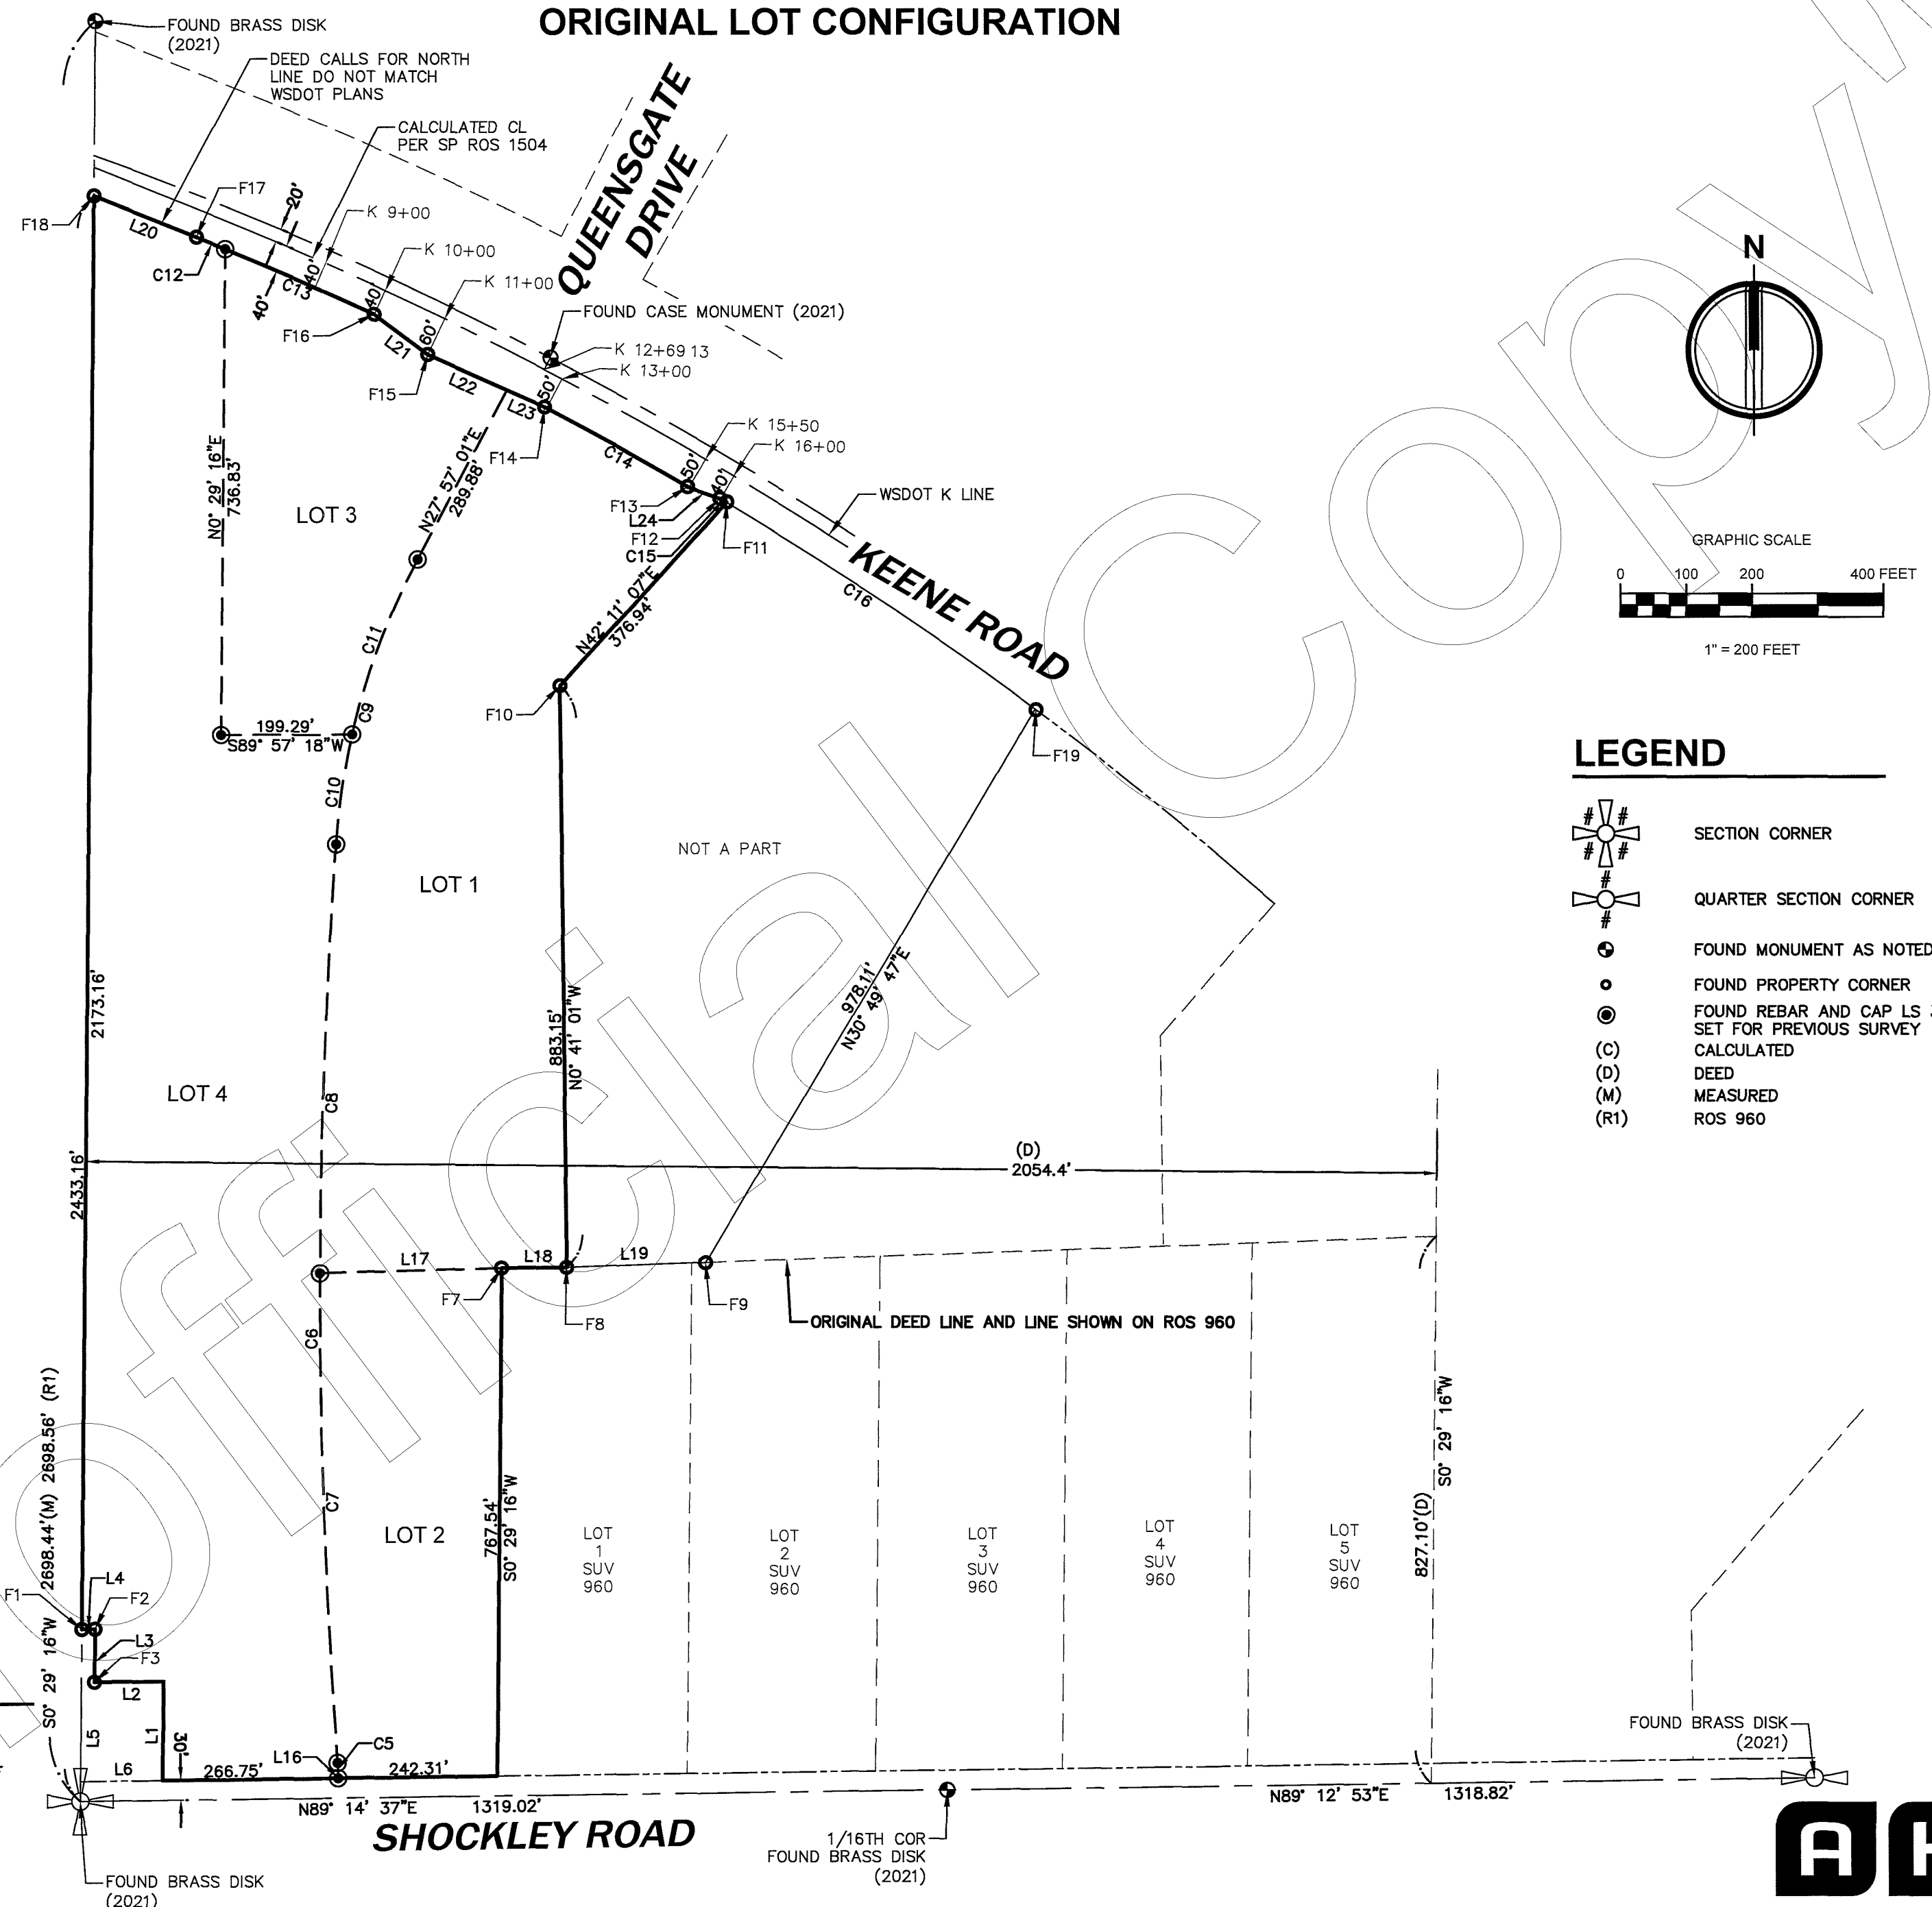 ORIGINAL LOT CONFIGURATION
FOUND BRASS DISK
(2021)
DEED CALLS FOR NORTH
LINE DO NOT MATCH
WSDOT PLANS
CALCULATED CL
PER SP ROS 1504
QUEENSGATE
DRIVE
F18
L20
F17
C12
20'
40'
C13
40'
K 9+00
K 10+00
40'
K 11+00
F16
L21
60'
F15
L22
L23
FOUND CASE MONUMENT (2021)
K 12+69 13
K 13+00
50'
F14
C14
K 15+50
K 16+00
50'
40'
F13
L24
F12
C15
F11
WSDOT K LINE
KEENE ROAD
C16
N
GRAPHIC SCALE
0 100 200 400 FEET
1" = 200 FEET
N0° 29' 16"E
736.83'
LOT 3
N27° 57' 01"E
289.88'
C11
N42° 11' 07"E
376.94'
F10
C9
199.29'
S89° 57' 18"W
C10
F19
NOT A PART
LOT 1
LEGEND
SECTION CORNER
QUARTER SECTION CORNER
FOUND MONUMENT AS NOTED
FOUND PROPERTY CORNER
FOUND REBAR AND CAP LS
SET FOR PREVIOUS SURVEY
(C) CALCULATED
(D) DEED
(M) MEASURED
(R1) ROS 960
# # # # # #
2173.16'
883.15'
N0° 41' 01"W
978.11'
N30° 49' 47"E
LOT 4
C8
2433.16'
(D)
2054.4'
L17
L18
L19
F7
F8
F9
ORIGINAL DEED LINE AND LINE SHOWN ON ROS 960
C6
C7
LOT 2
767.54'
S0° 29' 16"W
LOT
1
SUV
960
LOT
2
SUV
960
LOT
3
SUV
960
LOT
4
SUV
960
LOT
5
SUV
960
827.10'(D)
S0° 29' 16"W
S0° 29' 16"W 2698.44'(M) 2698.56' (R1)
F1
L4
F2
L3
F3
L2
L5
L1
30'
L6
266.75'
L16
C5
242.31'
N89° 14' 37"E 1319.02'
SHOCKLEY ROAD
1/16TH COR
FOUND BRASS DISK
(2021)
N89° 12' 53"E 1318.82'
FOUND BRASS DISK
(2021)
FOUND BRASS DISK
(2021)
A
official Copy